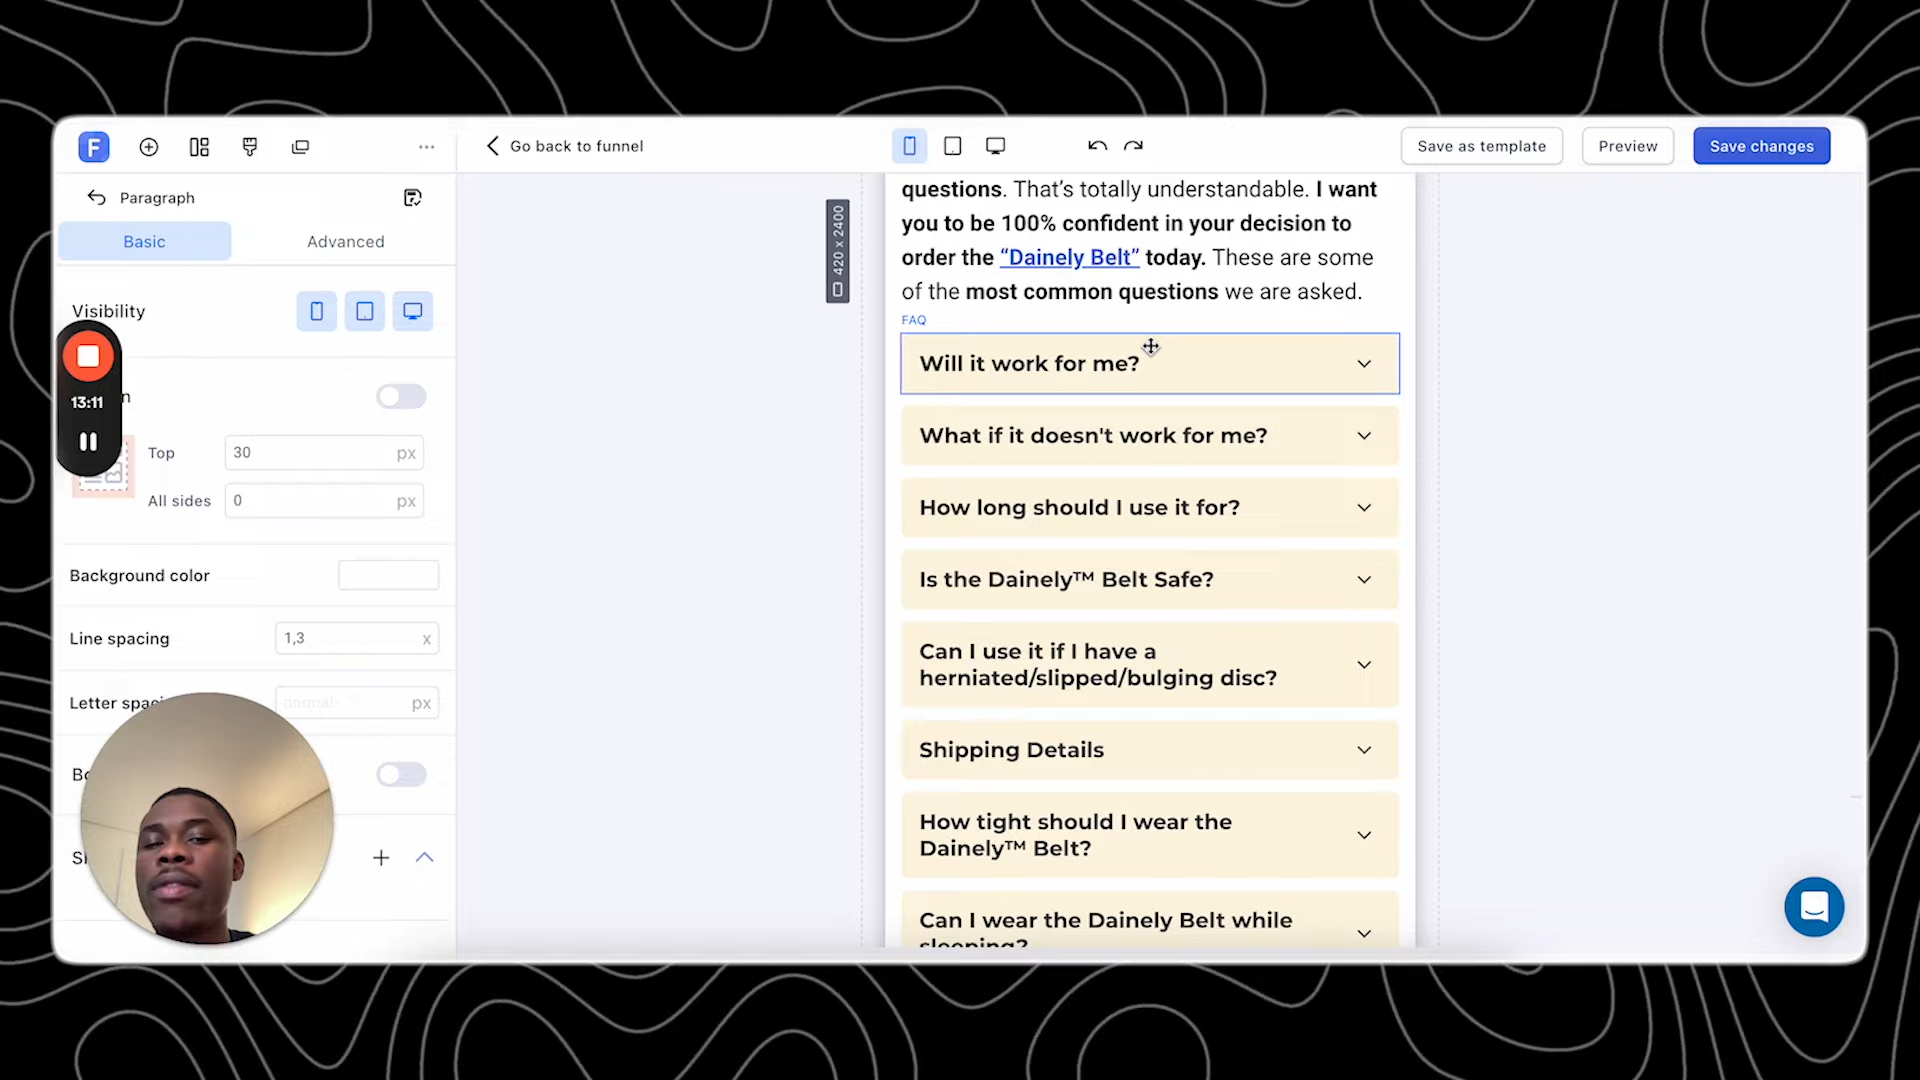 F
Go back to funnel
Save as template
Preview
Save changes
Paragraph
Basic
Advanced
Visibility
13:11
n
Top
30
px
All sides
0
px
Background color
Line spacing
1,3
x
Letter spac
normal
px
Bo
420 x 2400
questions. That’s totally understandable. I want
you to be 100% confident in your decision to
order the “Dainely Belt” today. These are some
of the most common questions we are asked.
FAQ
Will it work for me?
What if it doesn't work for me?
How long should I use it for?
Is the Dainely™ Belt Safe?
Can I use it if I have a
herniated/slipped/bulging disc?
Shipping Details
How tight should I wear the
Dainely™ Belt?
Can I wear the Dainely Belt while
sleeping?